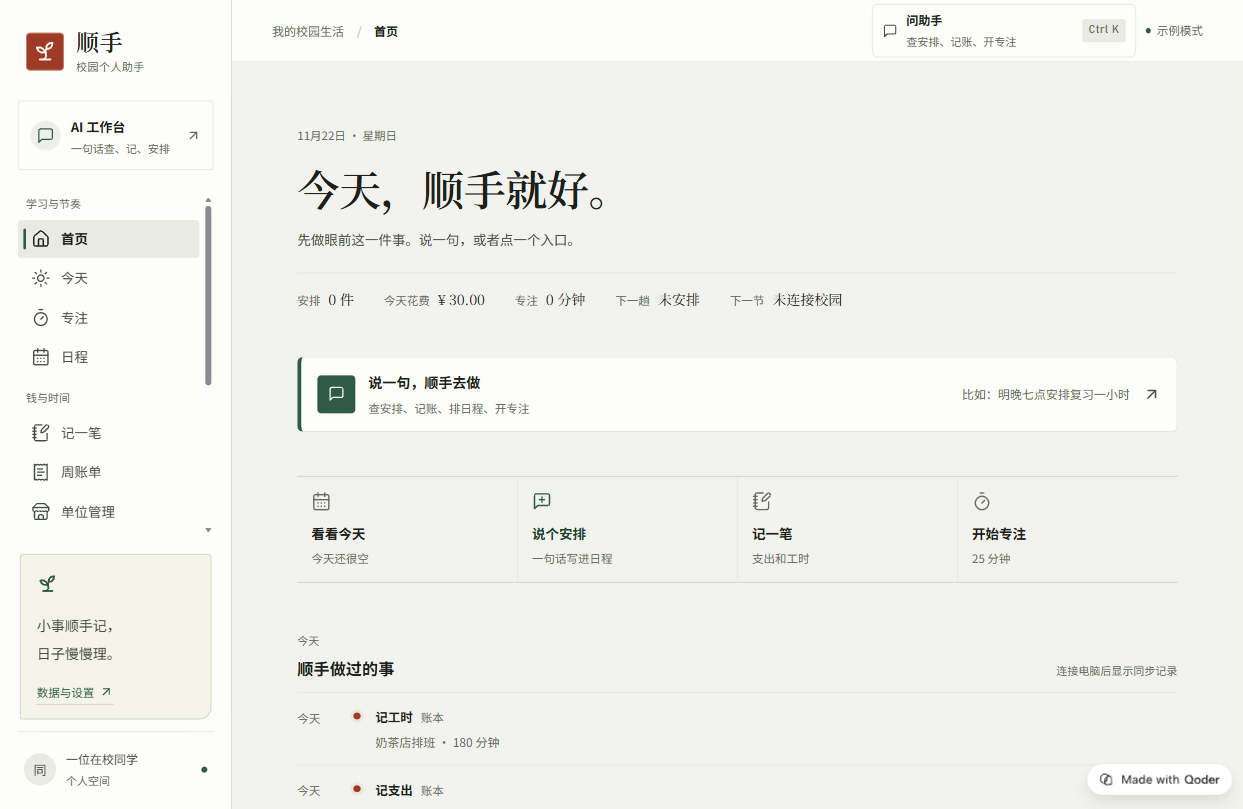 顺手
校园个人助手
AI 工作台
一句话查、记、安排
学习与节奏
首页
今天
专注
日程
钱与时间
记一笔
周账单
单位管理
小事顺手记，
日子慢慢理。
数据与设置
同
一位在校同学
个人空间
我的校园生活 / 首页
问助手
查安排、记账、开专注
Ctrl K
示例模式
11月22日 · 星期日
今天，顺手就好。
先做眼前这一件事。说一句，或者点一个入口。
安排 0 件 今天花费 ¥ 30.00 专注 0 分钟 下一趟 未安排 下一节 未连接校园
说一句，顺手去做
查安排、记账、排日程、开专注
比如：明晚七点安排复习一小时
看看今天
今天还很空
说个安排
一句话写进日程
记一笔
支出和工时
开始专注
25 分钟
今天
顺手做过的事
连接电脑后显示同步记录
今天 记工时 账本
奶茶店排班 · 180 分钟
今天 记支出 账本
Made with Qoder